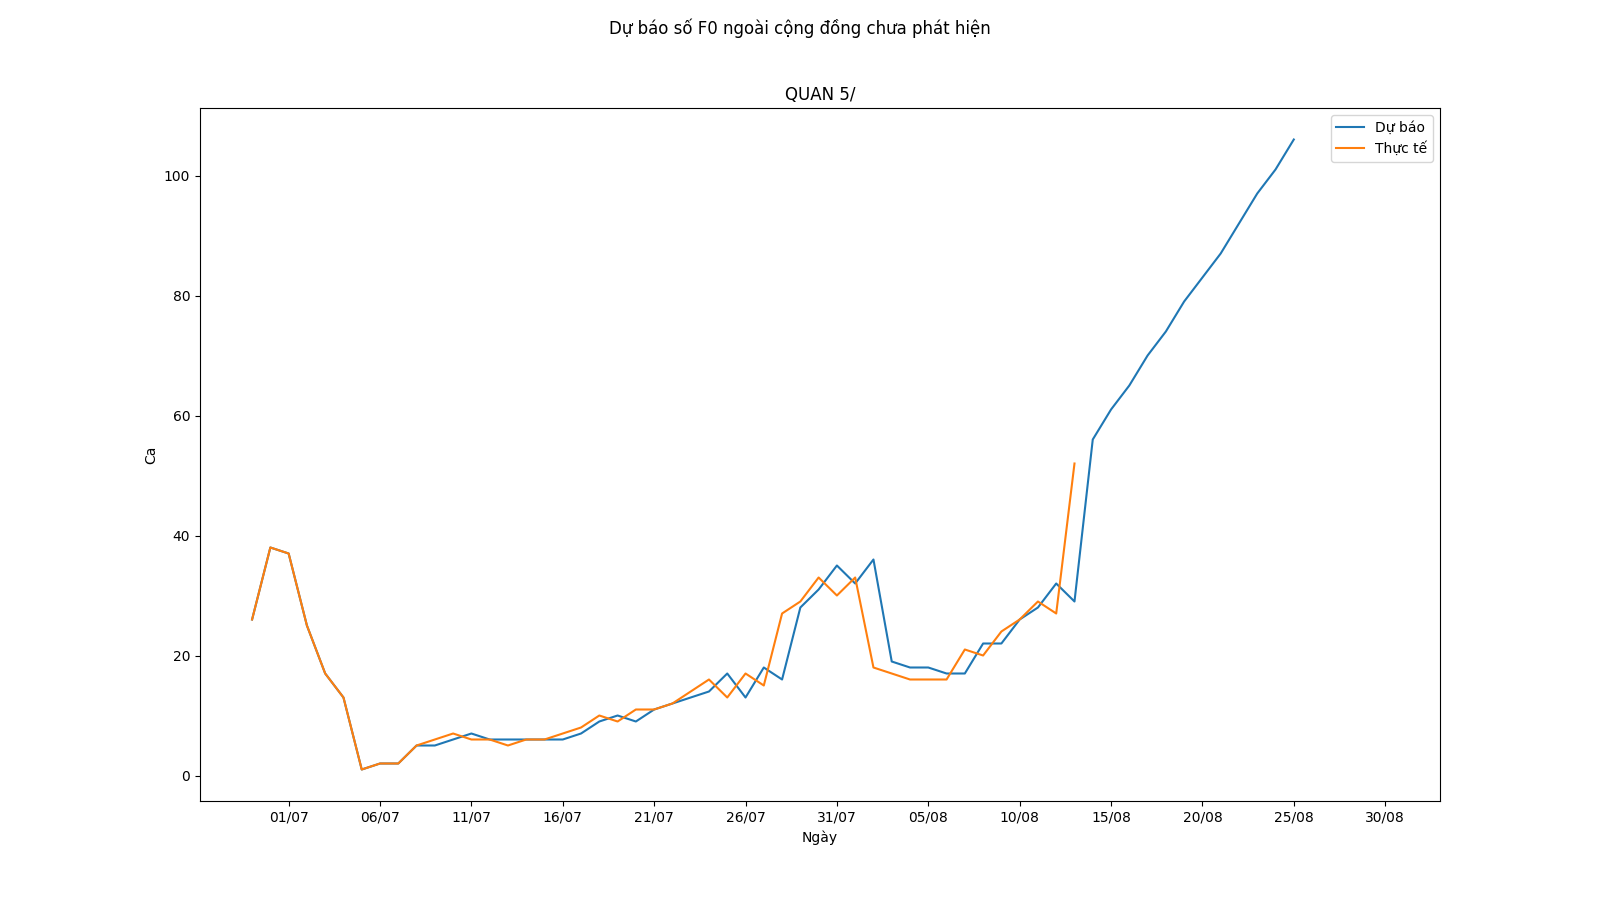 Dự báo số F0 ngoài cộng đồng chưa phát hiện
QUAN 5/
Dự báo
Thực tế
100
80
60
40
20
0
Ca
01/07 06/07 11/07 16/07 21/07 26/07 31/07 05/08 10/08 15/08 20/08 25/08 30/08
Ngày